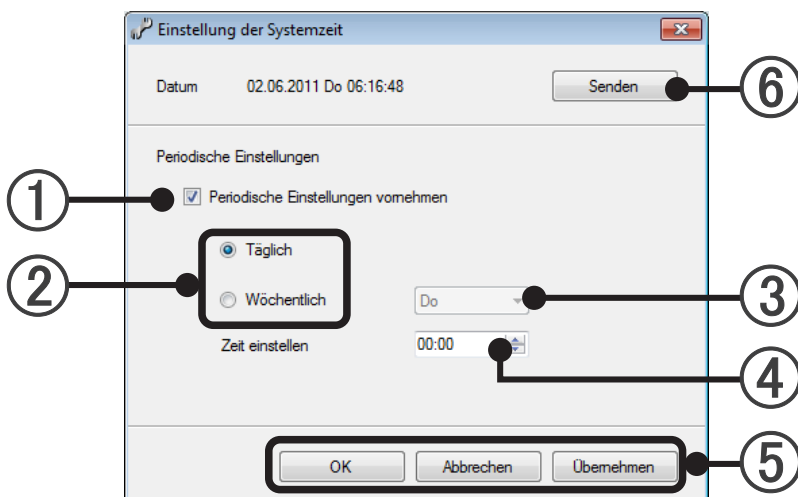 Einstellung der Systemzeit
Datum 02.06.2011 Do 06:16:48 Senden ⑥
Periodische Einstellungen
① Periodische Einstellungen vornehmen
② Täglich
Wöchentlich Do ③
Zeit einstellen 00:00
④
OK Abbrechen Übernehmen ⑤